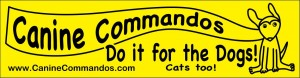 Canine Commandos
Do it for the Dogs!
www.CanineCommandos.com
Cats too!